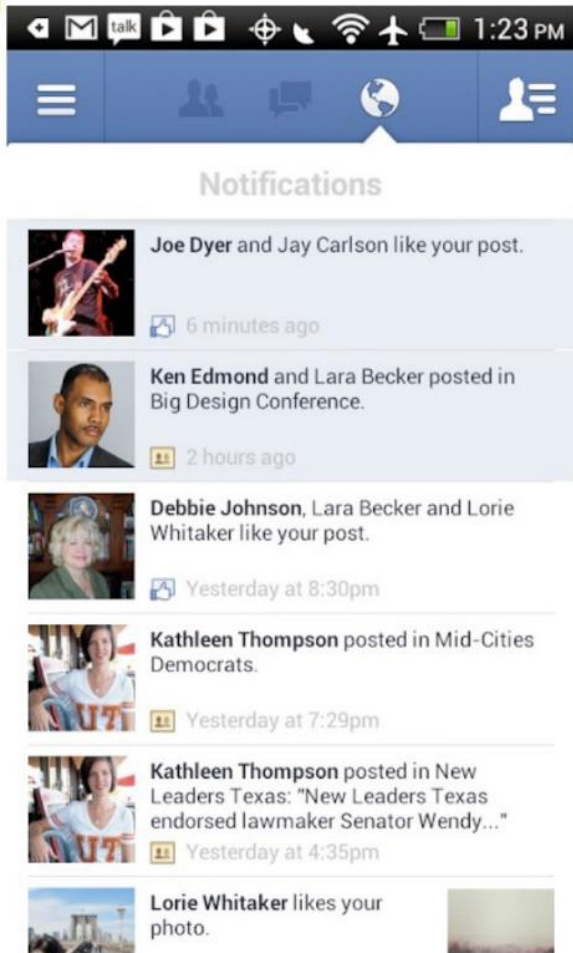 talk
1:23 PM
Notifications
Joe Dyer and Jay Carlson like your post.
6 minutes ago
Ken Edmond and Lara Becker posted in
Big Design Conference.
2 hours ago
Debbie Johnson, Lara Becker and Lorie
Whitaker like your post.
Yesterday at 8:30pm
Kathleen Thompson posted in Mid-Cities
Democrats.
Yesterday at 7:29pm
Kathleen Thompson posted in New
Leaders Texas: "New Leaders Texas
endorsed lawmaker Senator Wendy..."
Yesterday at 4:35pm
Lorie Whitaker likes your
photo.